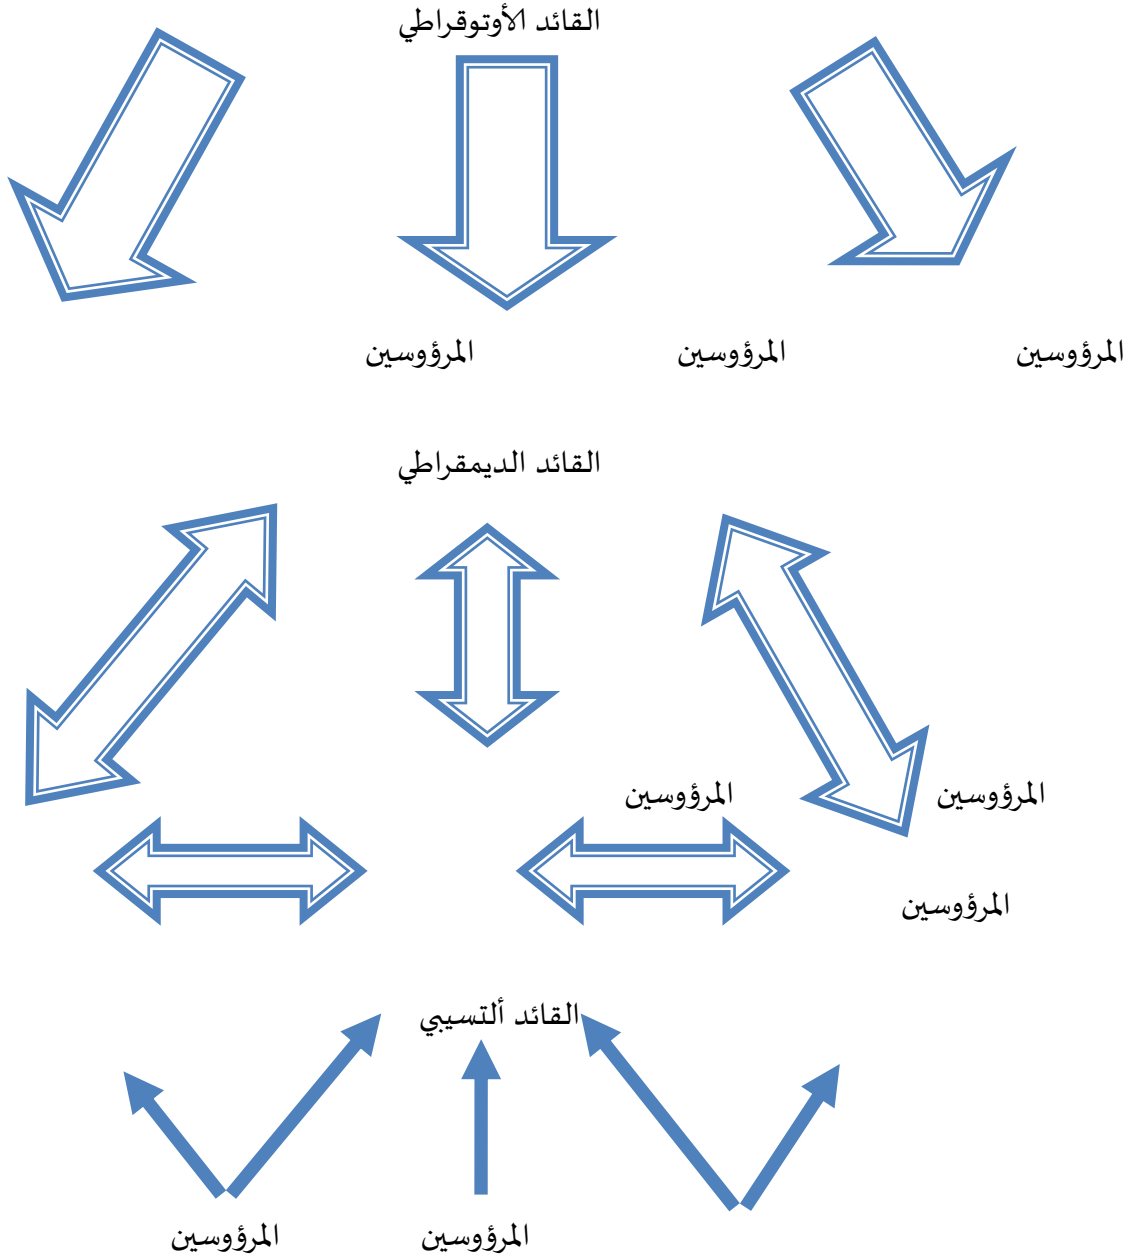 القائد الأوتوقراطي
المرؤوسين المرؤوسين المرؤوسين
القائد الديمقراطي
المرؤوسين المرؤوسين
المرؤوسين
القائد ألتسيبي
المرؤوسين المرؤوسين